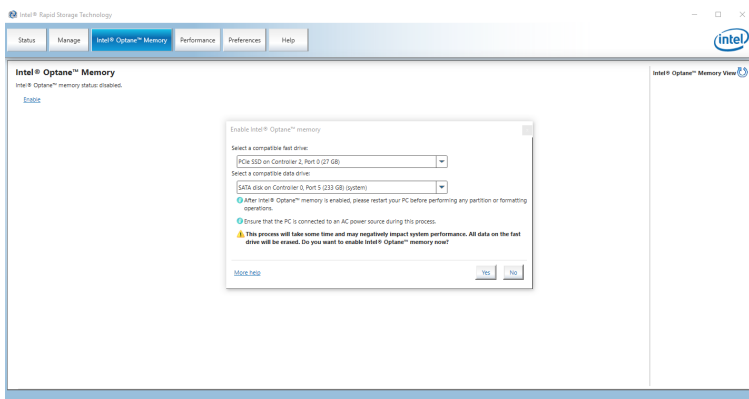 Intel® Rapid Storage Technology
Status Manage Intel® Optane™ Memory Performance Preferences Help
intel
Intel® Optane™ Memory
Intel® Optane™ memory status: disabled.
Enable
Intel® Optane™ Memory View
Enable Intel® Optane™ memory
Select a compatible fast drive:
PCIe SSD on Controller 2, Port 0 (27 GB)
Select a compatible data drive:
SATA disk on Controller 0, Port 5 (233 GB) (system)
After Intel® Optane™ memory is enabled, please restart your PC before performing any partition or formatting
operations.
Ensure that the PC is connected to an AC power source during this process.
This process will take some time and may negatively impact system performance. All data on the fast
drive will be erased. Do you want to enable Intel® Optane™ memory now?
More help
Yes No